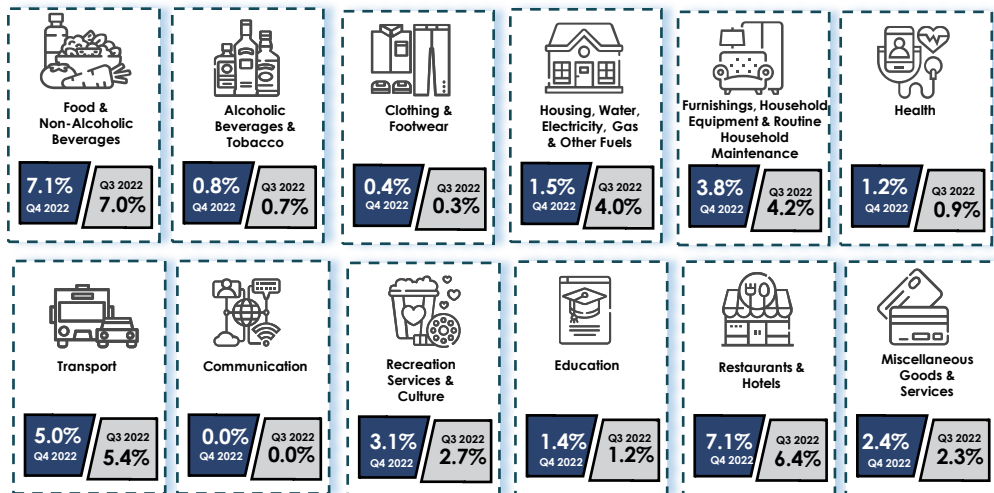 Food &
Non-Alcoholic
Beverages
7.1%
Q4 2022
Q3 2022
7.0%
Alcoholic
Beverages &
Tobacco
0.8%
Q4 2022
Q3 2022
0.7%
Clothing &
Footwear
0.4%
Q4 2022
Q3 2022
0.3%
Housing, Water,
Electricity, Gas
& Other Fuels
1.5%
Q4 2022
Q3 2022
4.0%
Furnishings, Household
Equipment & Routine
Household
Maintenance
3.8%
Q4 2022
Q3 2022
4.2%
Health
1.2%
Q4 2022
Q3 2022
0.9%
Transport
5.0%
Q4 2022
Q3 2022
5.4%
Communication
0.0%
Q4 2022
Q3 2022
0.0%
Recreation
Services &
Culture
3.1%
Q4 2022
Q3 2022
2.7%
Education
1.4%
Q4 2022
Q3 2022
1.2%
Restaurants &
Hotels
7.1%
Q4 2022
Q3 2022
6.4%
Miscellaneous
Goods &
Services
2.4%
Q4 2022
Q3 2022
2.3%